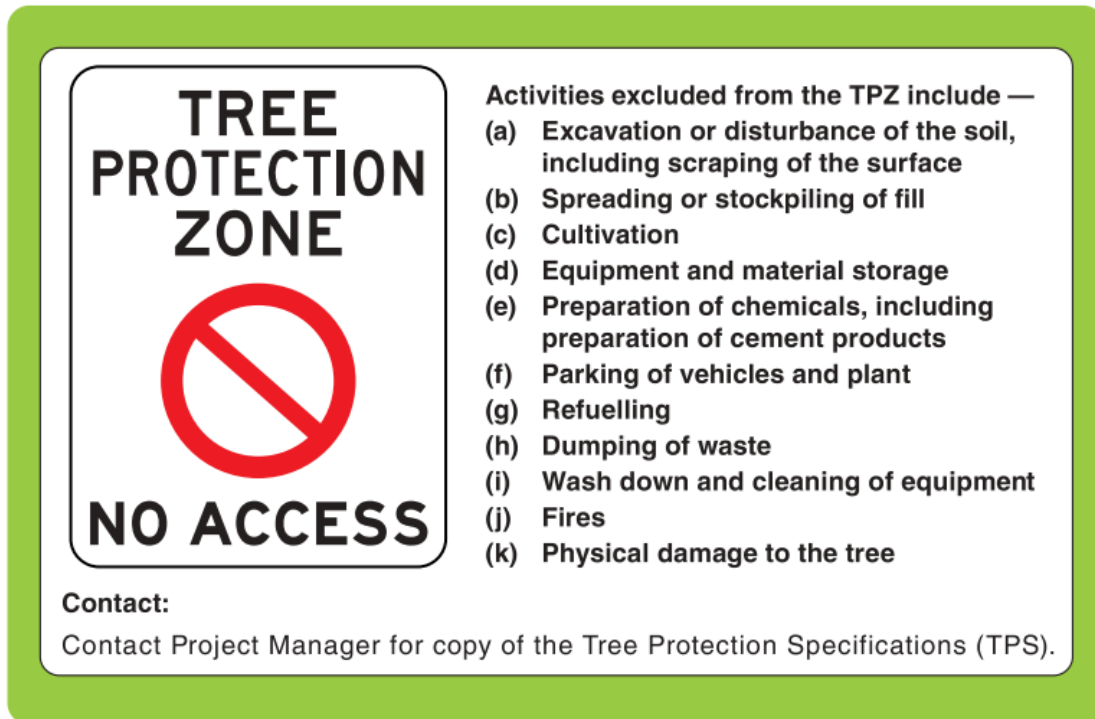 TREE
PROTECTION
ZONE
NO ACCESS
Activities excluded from the TPZ include —
(a) Excavation or disturbance of the soil,
including scraping of the surface
(b) Spreading or stockpiling of fill
(c) Cultivation
(d) Equipment and material storage
(e) Preparation of chemicals, including
preparation of cement products
(f) Parking of vehicles and plant
(g) Refuelling
(h) Dumping of waste
(i) Wash down and cleaning of equipment
(j) Fires
(k) Physical damage to the tree
Contact:
Contact Project Manager for copy of the Tree Protection Specifications (TPS).